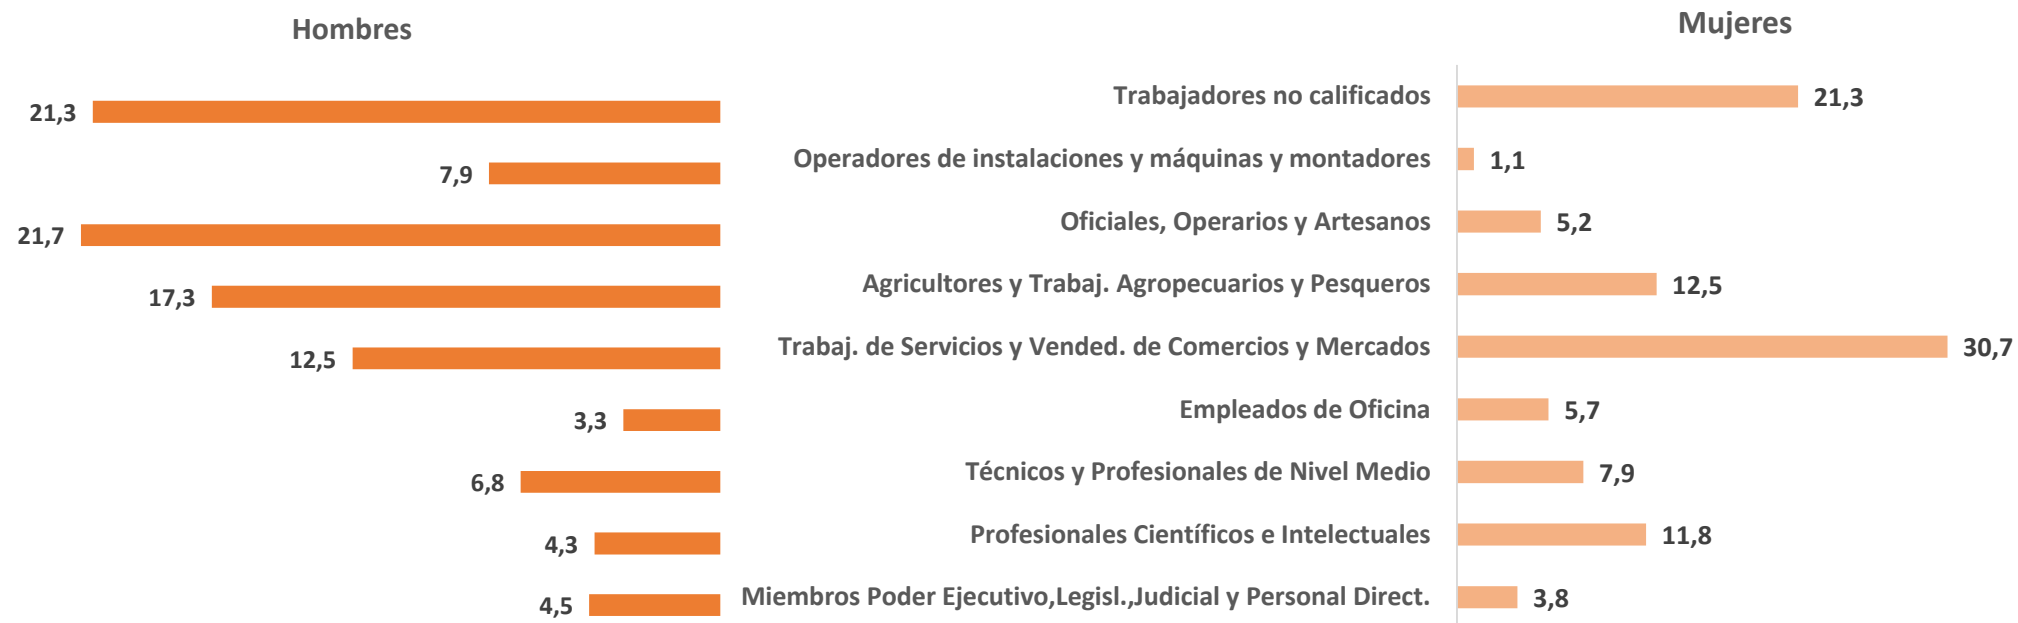 Hombres
Mujeres
21,3
Trabajadores no calificados
21,3
7,9
Operadores de instalaciones y máquinas y montadores
1,1
21,7
Oficiales, Operarios y Artesanos
5,2
17,3
Agricultores y Trabaj. Agropecuarios y Pesqueros
12,5
12,5
Trabaj. de Servicios y Vended. de Comercios y Mercados
30,7
3,3
Empleados de Oficina
5,7
6,8
Técnicos y Profesionales de Nivel Medio
7,9
4,3
Profesionales Científicos e Intelectuales
11,8
4,5
Miembros Poder Ejecutivo,Legisl.,Judicial y Personal Direct.
3,8